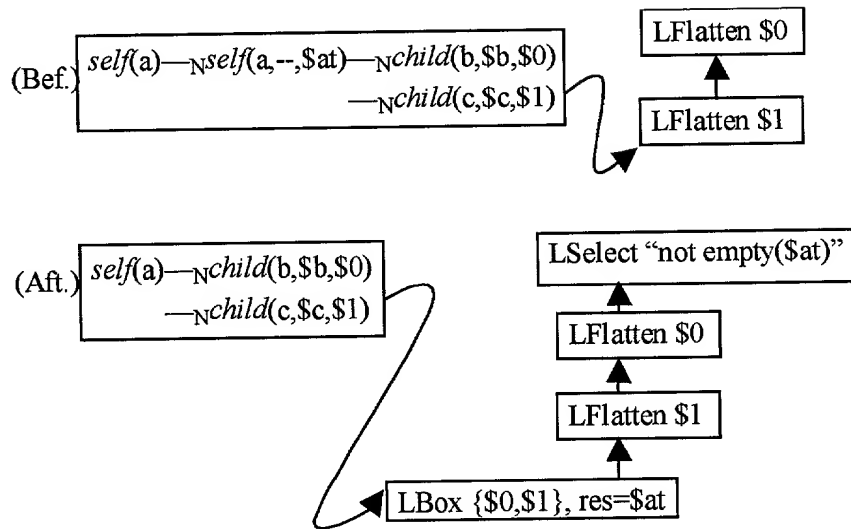 (Bef.)
self(a)—Nself(a,--,$at)—Nchild(b,$b,$0)
—Nchild(c,$c,$1)
LFlatten $0
LFlatten $1
(Aft.)
self(a)—Nchild(b,$b,$0)
—Nchild(c,$c,$1)
LSelect “not empty($at)”
LFlatten $0
LFlatten $1
LBox {$0,$1}, res=$at